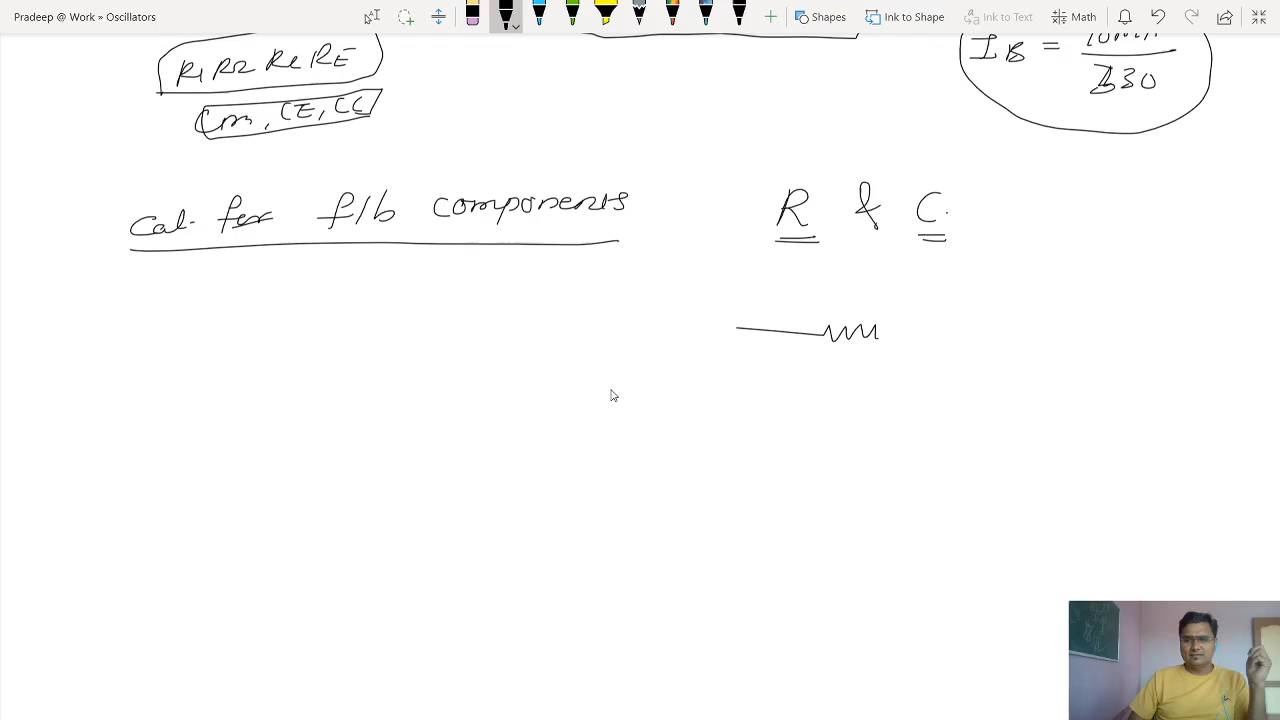 Pradeep @ Work » Oscillators
Shapes
Ink to Shape
Ink to Text
Math
R1 R2 Rc RE
Cin, CE, CC
IB =
330
Cal. for f/b components
R & C.